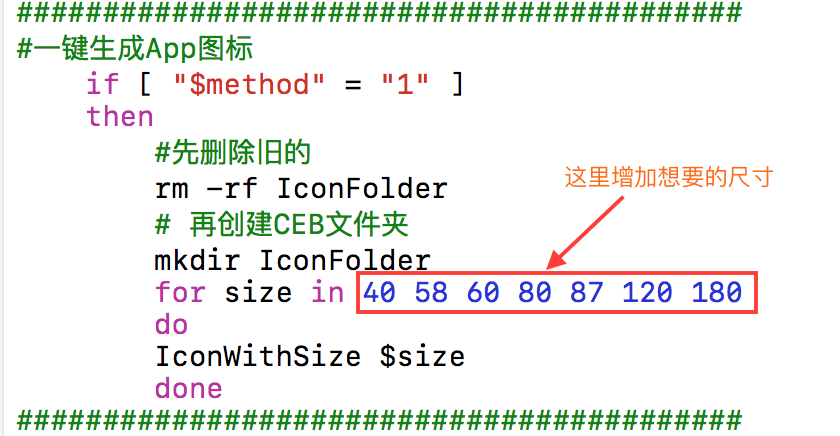 ##########################################
#一键生成App图标
if [ "$method" = "1" ]
then
#先删除旧的
rm -rf IconFolder
这里增加想要的尺寸
# 再创建CEB文件夹
mkdir IconFolder
for size in 40 58 60 80 87 120 180
do
IconWithSize $size
done
##########################################